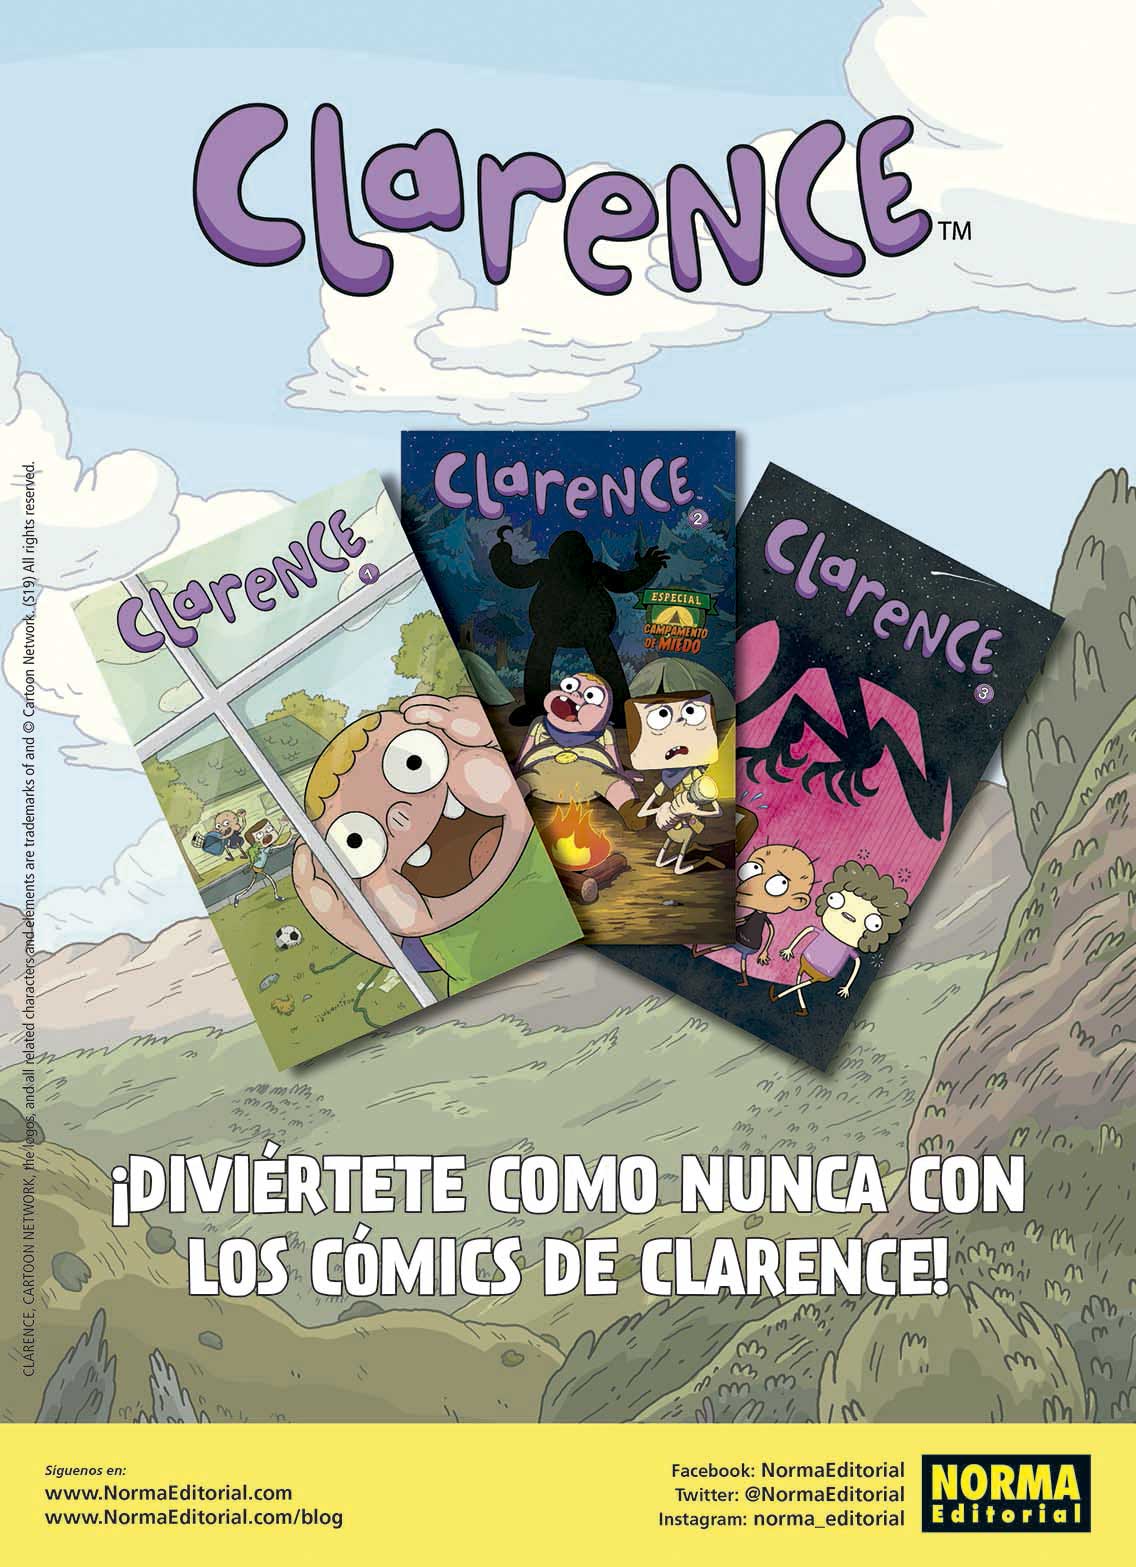 Clarence™
Clarence
1
Clarence
2
ESPECIAL
CAMPAMENTO
DE MIEDO
Clarence
3
¡DIVIÉRTETE COMO NUNCA CON
LOS CÓMICS DE CLARENCE!
CLARENCE, CARTOON NETWORK, the logos, and all related characters and elements are trademarks of and © Cartoon Network. (S19) All rights reserved.
Síguenos en:
www.NormaEditorial.com
www.NormaEditorial.com/blog
Facebook: NormaEditorial
Twitter: @NormaEditorial
Instagram: norma_editorial
NORMA
Editorial